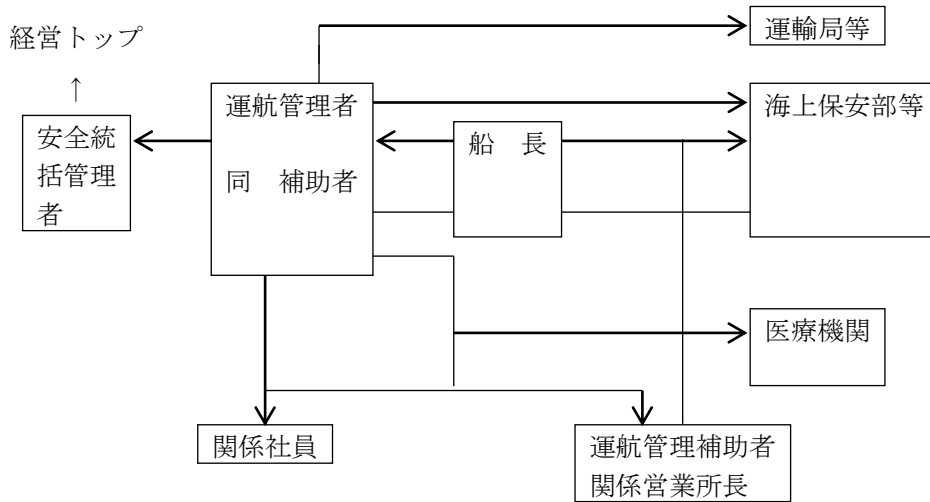 運輸局等
経営トップ
↑
運航管理者
同　補助者
海上保安部等
船　長
安全統
括管理
者
医療機関
関係社員
運航管理補助者
関係営業所長